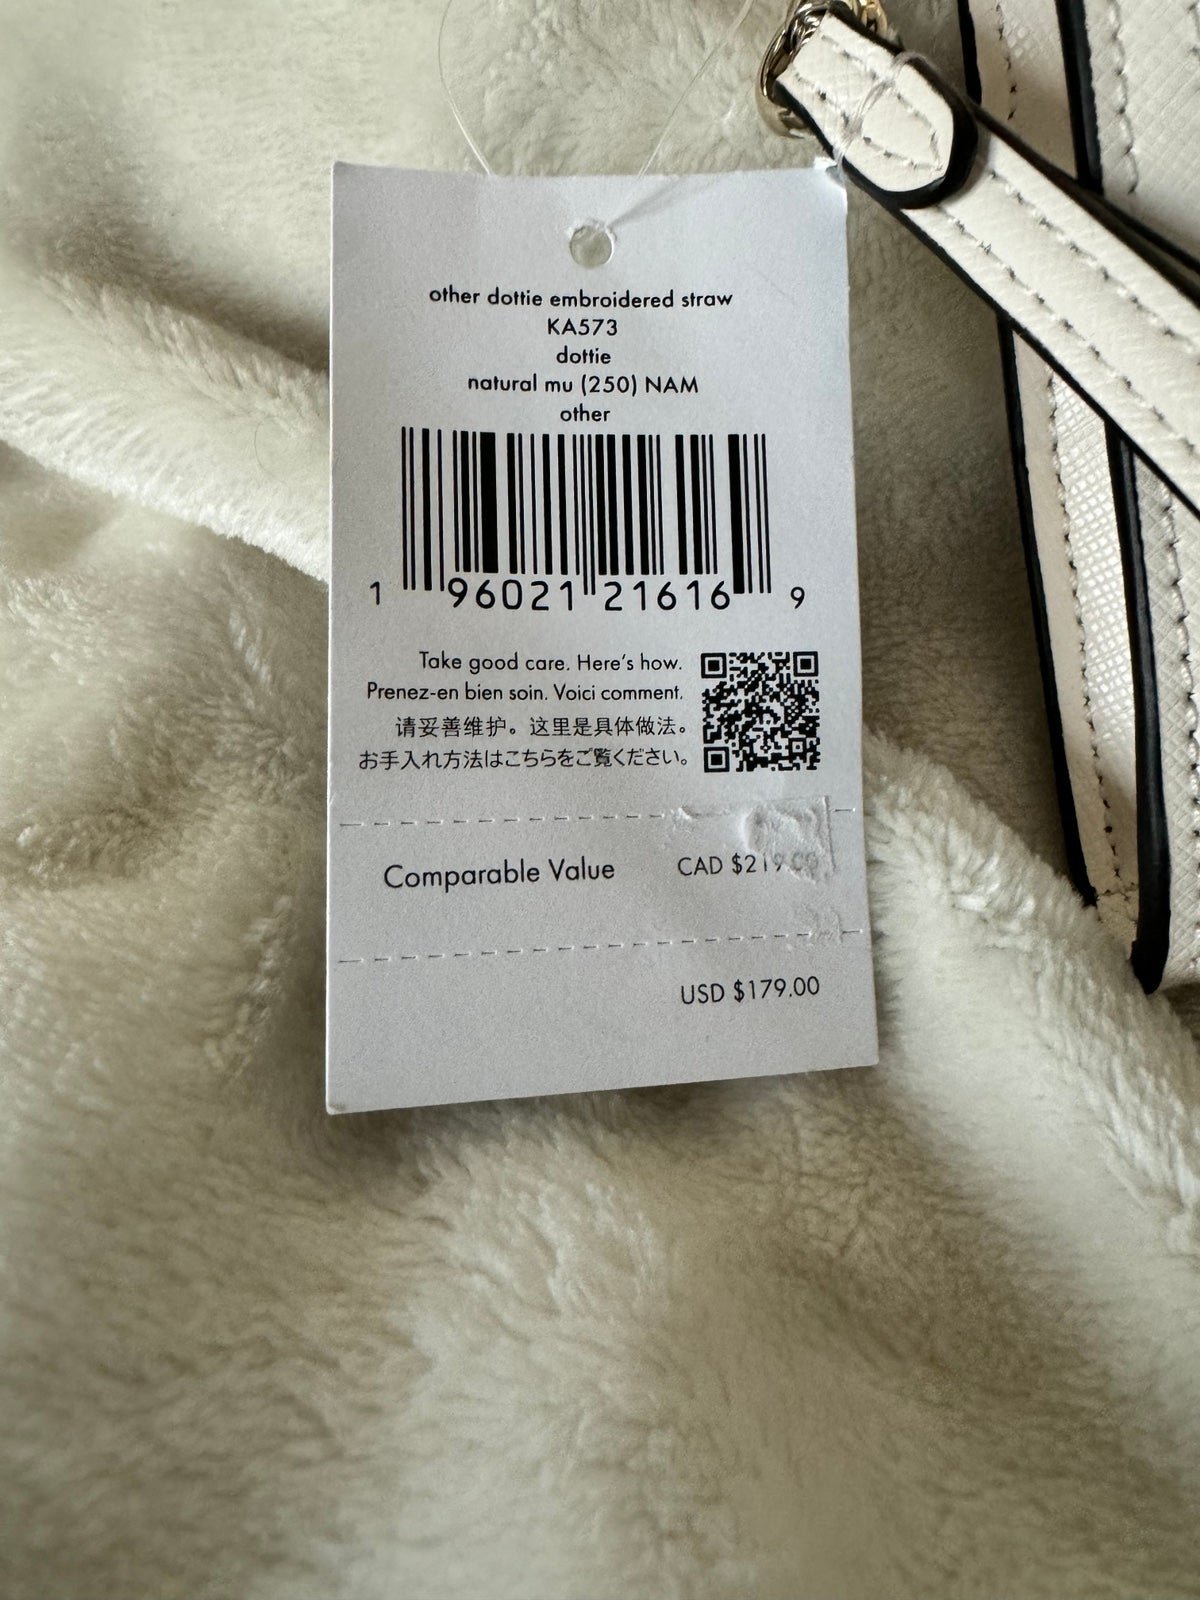 other dottie embroidered straw
KA573
dottie
natural mu (250) NAM
other
1 96021 21616 9
Take good care. Here's how.
Prenez-en bien soin. Voici comment.
请妥善维护。这里是具体做法。
お手入れ方法はこちらをご覧ください。
Comparable Value CAD $219.00
USD $179.00